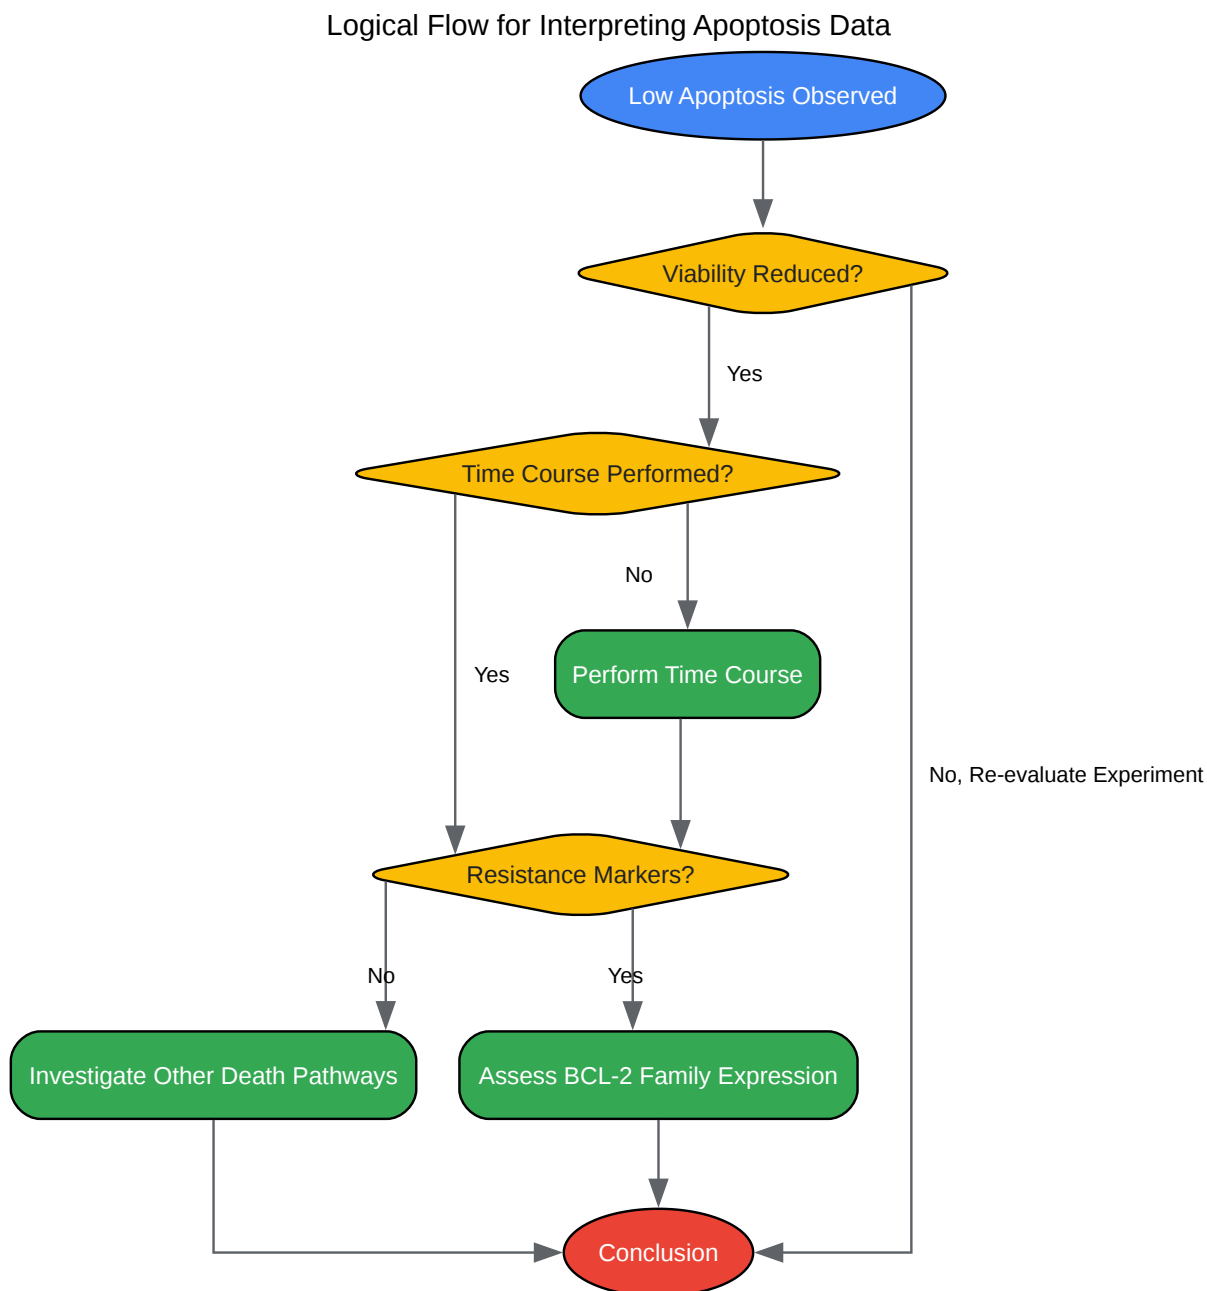 Logical Flow for Interpreting Apoptosis Data
Low Apoptosis Observed
Viability Reduced?
Yes
Time Course Performed?
No
Yes
Perform Time Course
No, Re-evaluate Experiment
Resistance Markers?
No
Yes
Investigate Other Death Pathways
Assess BCL-2 Family Expression
Conclusion